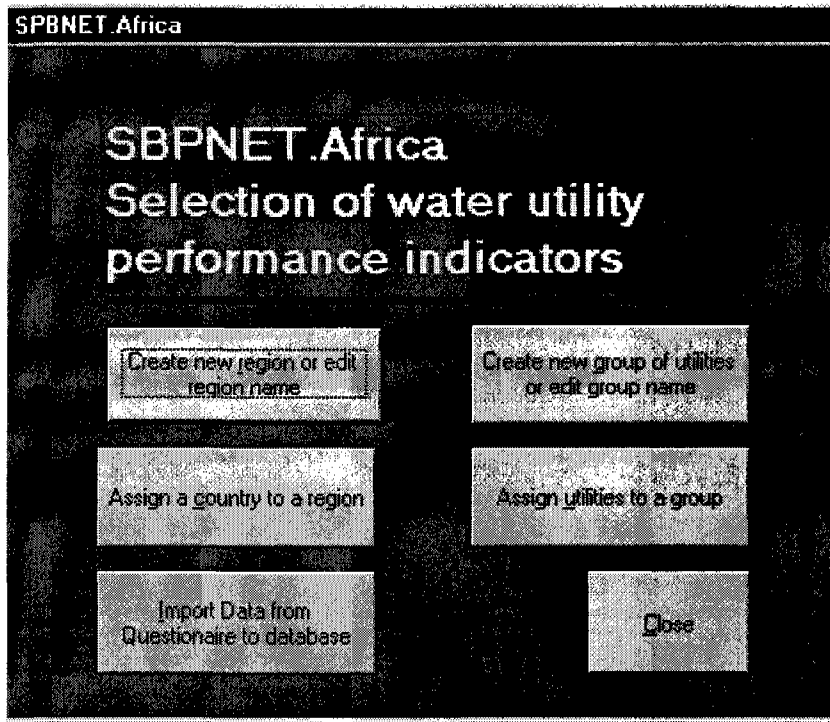 SPBNET.Africa
SBPNET.Africa
Selection of water utility
performance indicators
Create new region or edit
region name
Create new group of utilities
or edit group name
Assign a country to a region
Assign utilities to a group
Import Data from
Questionaire to database
Close